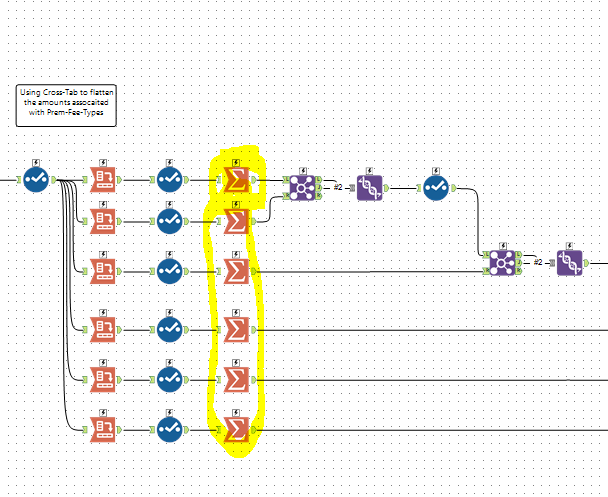 Using Cross-Tab to flatten
the amounts assocaited
with Prem-Fee-Types
#2
#2